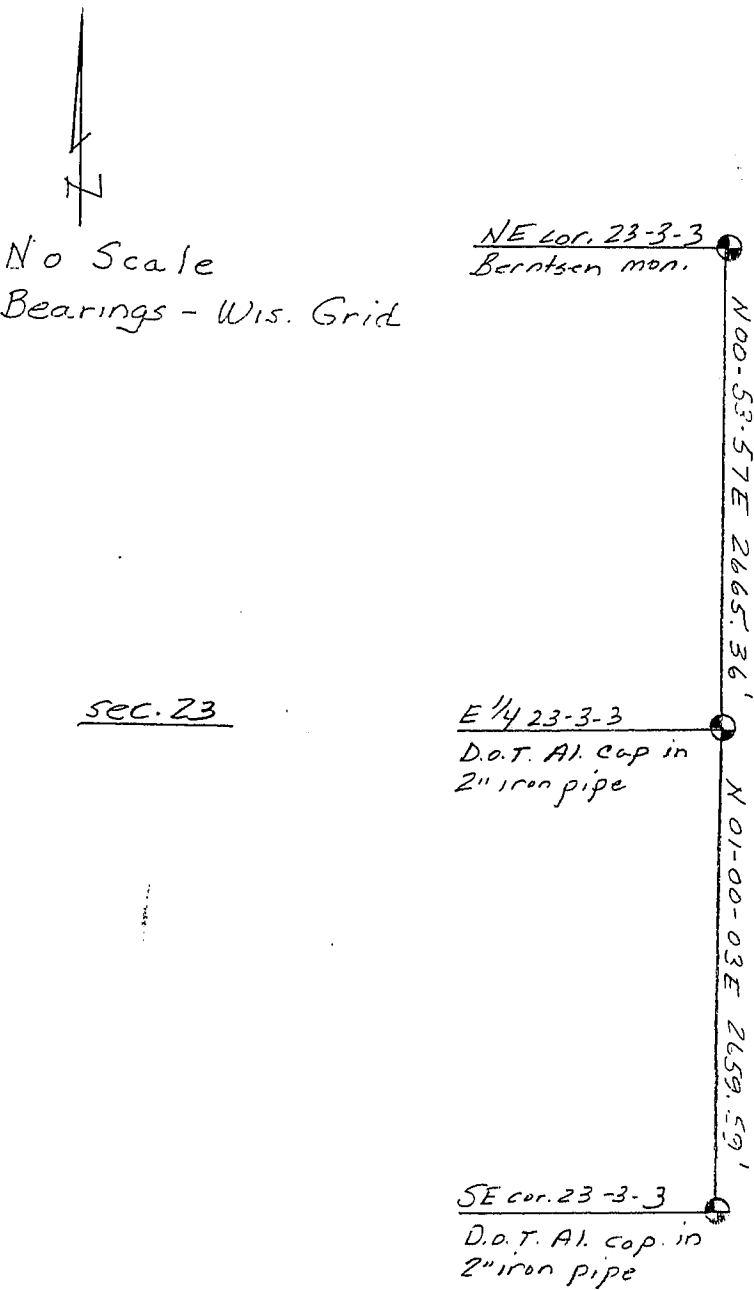 N
No Scale
Bearings - Wis. Grid
NE cor. 23-3-3
Berntsen mon.
N 00-53-57E 2665.36'
sec. 23
E 1/4 23-3-3
D.O.T. Al. cap in
2" iron pipe
N 01-00-03E 2659.59'
SE cor. 23-3-3
D.O.T. Al. cap in
2" iron pipe